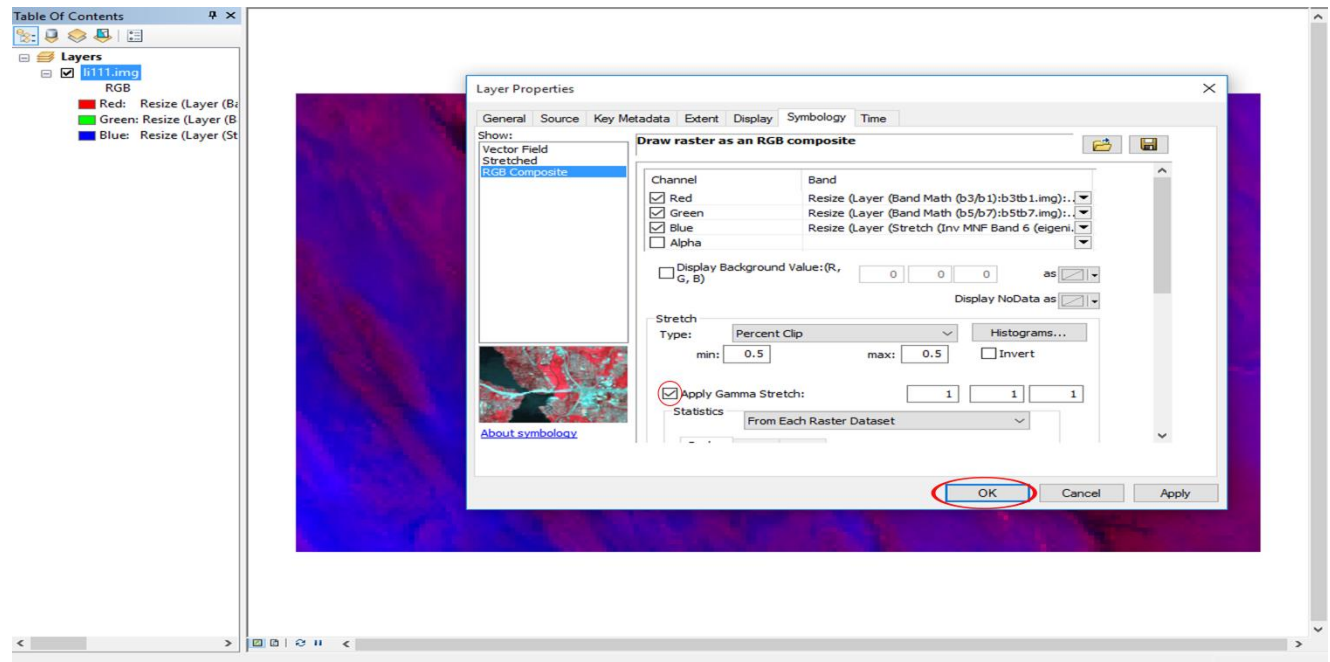 Table Of Contents
Layers
li111.img
RGB
Red: Resize (Layer (Ba
Green: Resize (Layer (B
Blue: Resize (Layer (St
Layer Properties
General Source Key Metadata Extent Display Symbology Time
Show:
Vector Field
Stretched
RGB Composite
About symbology
Draw raster as an RGB composite
Channel Band
Red Resize (Layer (Band Math (b3/b1):b3tb1.img):..
Green Resize (Layer (Band Math (b5/b7):b5tb7.img):..
Blue Resize (Layer (Stretch (Inv MNF Band 6 (eigeni.
Alpha
Display Background Value:(R, G, B) 0 0 0 as
Display NoData as
Stretch
Type: Percent Clip Histograms...
min: 0.5 max: 0.5 Invert
Apply Gamma Stretch: 1 1 1
Statistics
From Each Raster Dataset
OK Cancel Apply